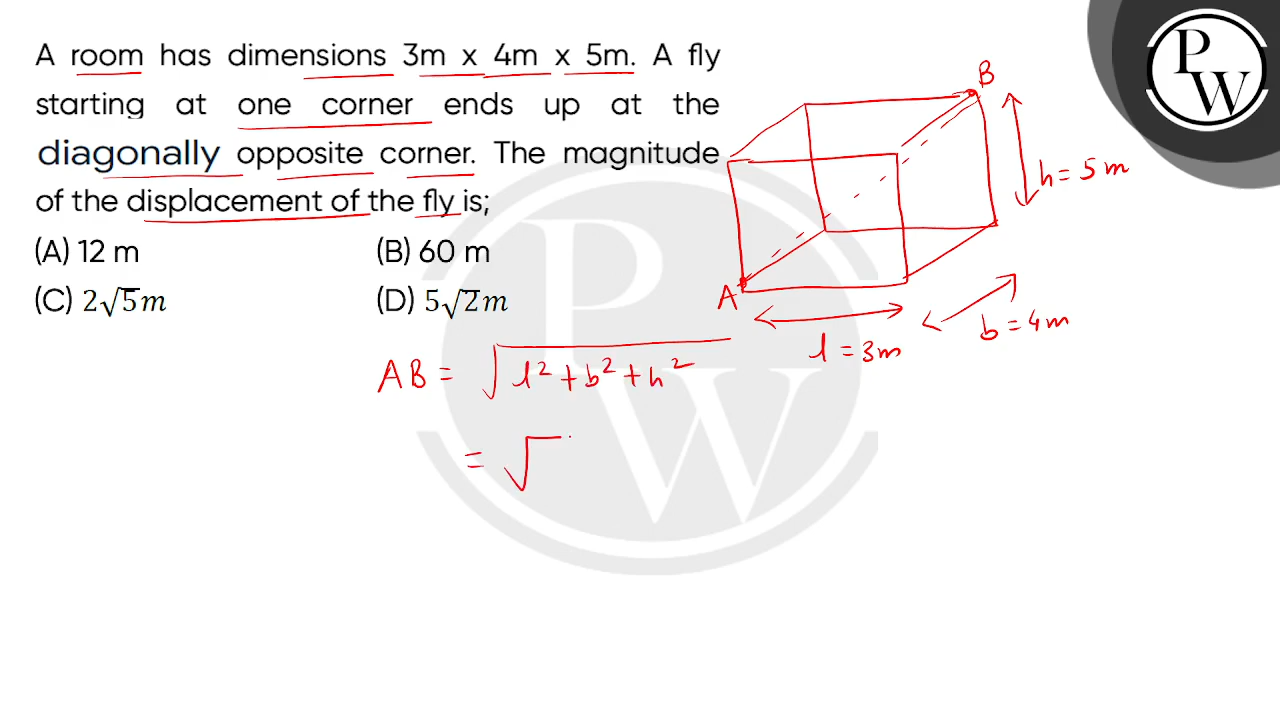 A room has dimensions 3m x 4m x 5m. A fly
starting at one corner ends up at the
diagonally opposite corner. The magnitude
of the displacement of the fly is;
(A) 12 m (B) 60 m
(C) 2√5m (D) 5√2m
AB = √l² + b² + h²
= √
A
B
h = 5m
b = 4m
l = 3m
P
W
P
W